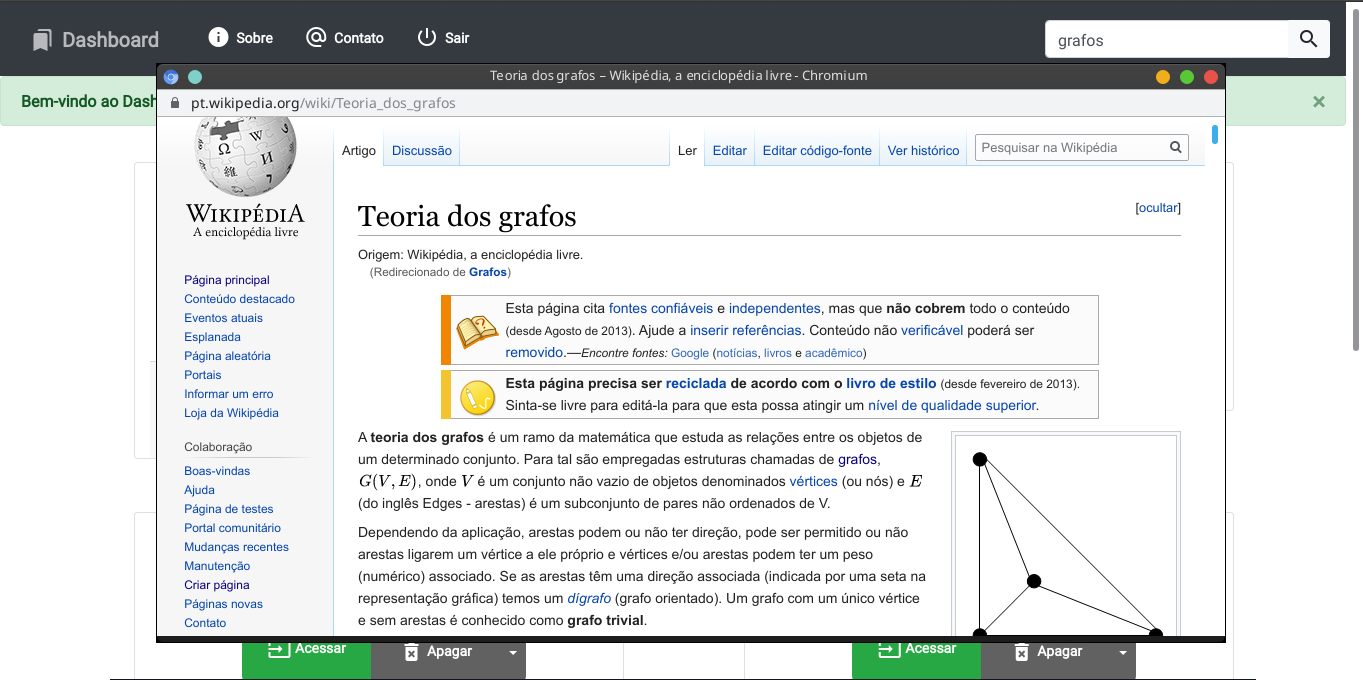 Dashboard
Sobre
Contato
Sair
grafos
Teoria dos grafos – Wikipédia, a enciclopédia livre - Chromium
pt.wikipedia.org/wiki/Teoria_dos_grafos
Bem-vindo ao Dash
×
WIKIPÉDIA
A enciclopédia livre
Página principal
Conteúdo destacado
Eventos atuais
Esplanada
Página aleatória
Portais
Informar um erro
Loja da Wikipédia
Colaboração
Boas-vindas
Ajuda
Página de testes
Portal comunitário
Mudanças recentes
Manutenção
Criar página
Páginas novas
Contato
Artigo
Discussão
Ler
Editar
Editar código-fonte
Ver histórico
Pesquisar na Wikipédia
Teoria dos grafos
[ocultar]
Origem: Wikipédia, a enciclopédia livre.
(Redirecionado de Grafos)
Esta página cita fontes confiáveis e independentes, mas que não cobrem todo o conteúdo
(desde Agosto de 2013). Ajude a inserir referências. Conteúdo não verificável poderá ser
removido.—Encontre fontes: Google (notícias, livros e acadêmico)
Esta página precisa ser reciclada de acordo com o livro de estilo (desde fevereiro de 2013).
Sinta-se livre para editá-la para que esta possa atingir um nível de qualidade superior.
A teoria dos grafos é um ramo da matemática que estuda as relações entre os objetos de
um determinado conjunto. Para tal são empregadas estruturas chamadas de grafos,
G(V, E), onde V é um conjunto não vazio de objetos denominados vértices (ou nós) e E
(do inglês Edges - arestas) é um subconjunto de pares não ordenados de V.
Dependendo da aplicação, arestas podem ou não ter direção, pode ser permitido ou não
arestas ligarem um vértice a ele próprio e vértices e/ou arestas podem ter um peso
(numérico) associado. Se as arestas têm uma direção associada (indicada por uma seta na
representação gráfica) temos um dígrafo (grafo orientado). Um grafo com um único vértice
e sem arestas é conhecido como grafo trivial.
Acessar
Apagar
Acessar
Apagar